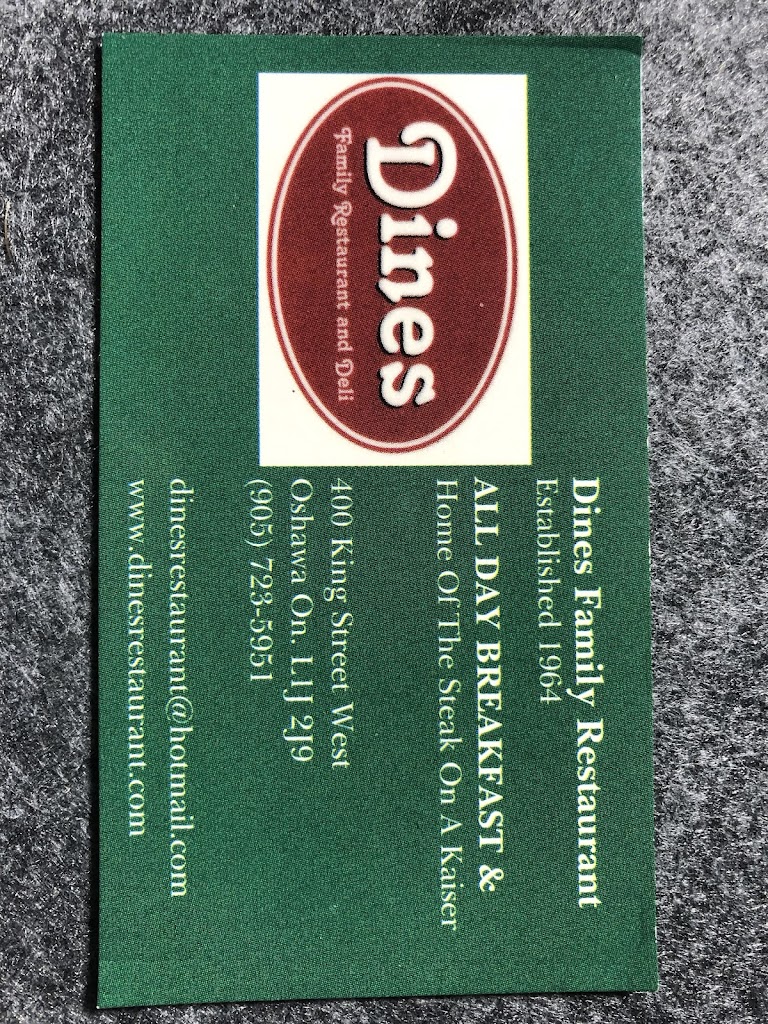 Dines
Family Restaurant and Deli
Dines Family Restaurant
Established 1964
ALL DAY BREAKFAST &
Home Of The Steak On A Kaiser
400 King Street West
Oshawa On. L1J 2J9
(905) 723-5951
dinesrestaurant@hotmail.com
www.dinesrestaurant.com